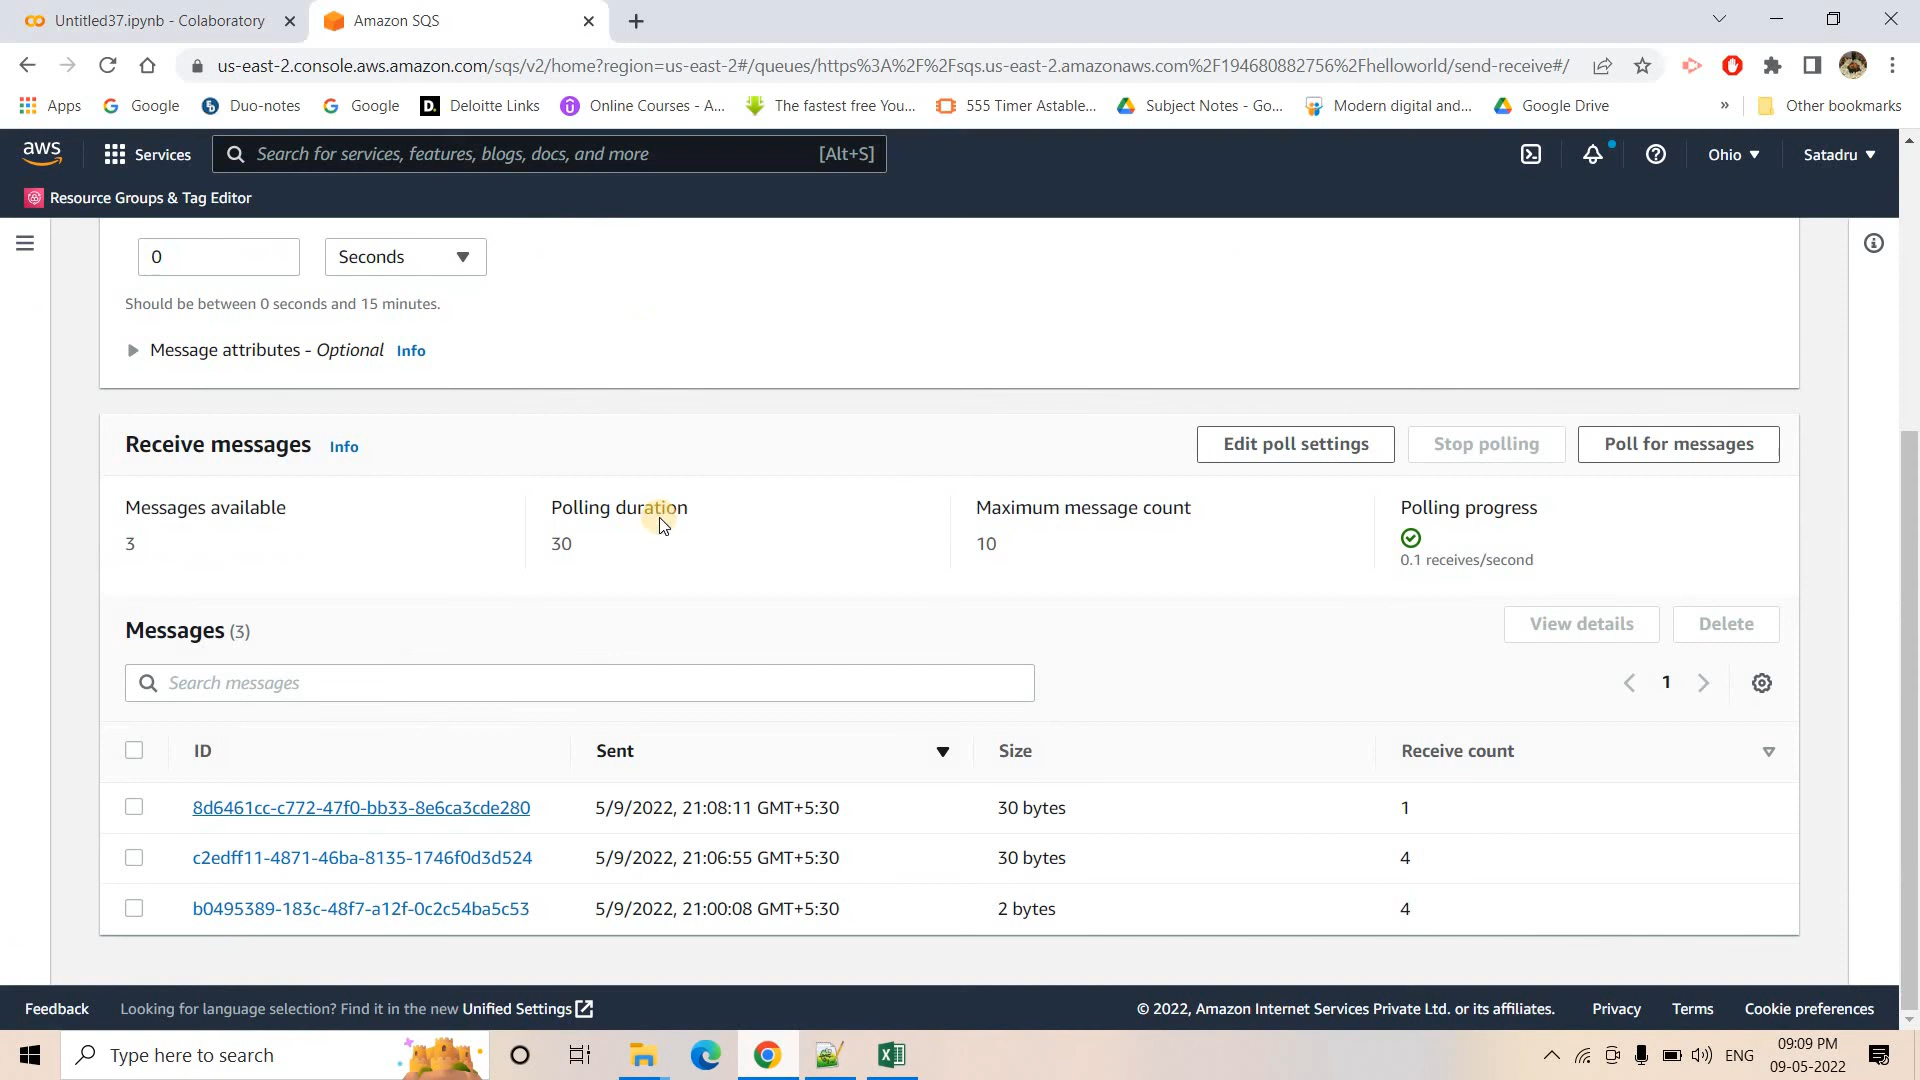 Untitled37.ipynb - Colaboratory
Amazon SQS
us-east-2.console.aws.amazon.com/sqs/v2/home?region=us-east-2#/queues/https%3A%2F%2Fsqs.us-east-2.amazonaws.com%2F194680882756%2Fhelloworld/send-receive#/
Apps Google Duo-notes Google Deloitte Links Online Courses - A... The fastest free You... 555 Timer Astable... Subject Notes - Go... Modern digital and... Google Drive » Other bookmarks
aws Services Search for services, features, blogs, docs, and more [Alt+S] Ohio Satadru
Resource Groups & Tag Editor
0 Seconds
Should be between 0 seconds and 15 minutes.
Message attributes - Optional Info
Receive messages Info Edit poll settings Stop polling Poll for messages
Messages available Polling duration Maximum message count Polling progress
3 30 10
0.1 receives/second
Messages (3) View details Delete
Search messages 1
ID Sent Size Receive count
8d6461cc-c772-47f0-bb33-8e6ca3cde280 5/9/2022, 21:08:11 GMT+5:30 30 bytes 1
c2edff11-4871-46ba-8135-1746f0d3d524 5/9/2022, 21:06:55 GMT+5:30 30 bytes 4
b0495389-183c-48f7-a12f-0c2c54ba5c53 5/9/2022, 21:00:08 GMT+5:30 2 bytes 4
Feedback Looking for language selection? Find it in the new Unified Settings © 2022, Amazon Internet Services Private Ltd. or its affiliates. Privacy Terms Cookie preferences
Type here to search ENG 09:09 PM
09-05-2022